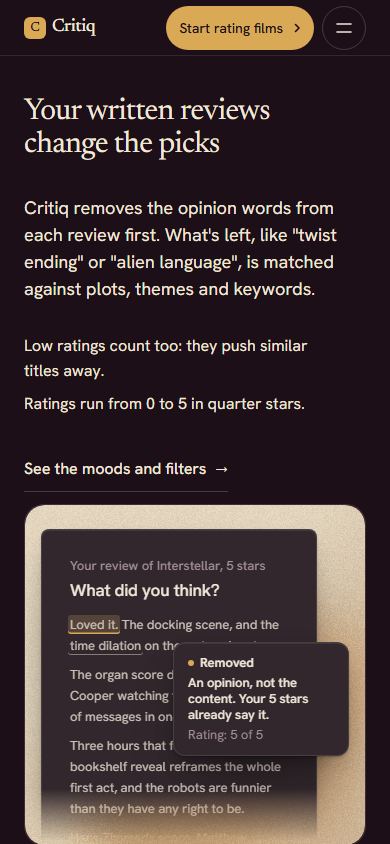 C Critiq
Start rating films
Your written reviews
change the picks
Critiq removes the opinion words from
each review first. What's left, like "twist
ending" or "alien language", is matched
against plots, themes and keywords.
Low ratings count too: they push similar
titles away.
Ratings run from 0 to 5 in quarter stars.
See the moods and filters →
Your review of Interstellar, 5 stars
What did you think?
Loved it. The docking scene, and the
time dilation on the
The organ score
Cooper watching
of messages in
Three hours that
bookshelf reveal reframes the whole
first act, and the robots are funnier
than they have any right to be.
Removed
An opinion, not the
content. Your 5 stars
already say it.
Rating: 5 of 5